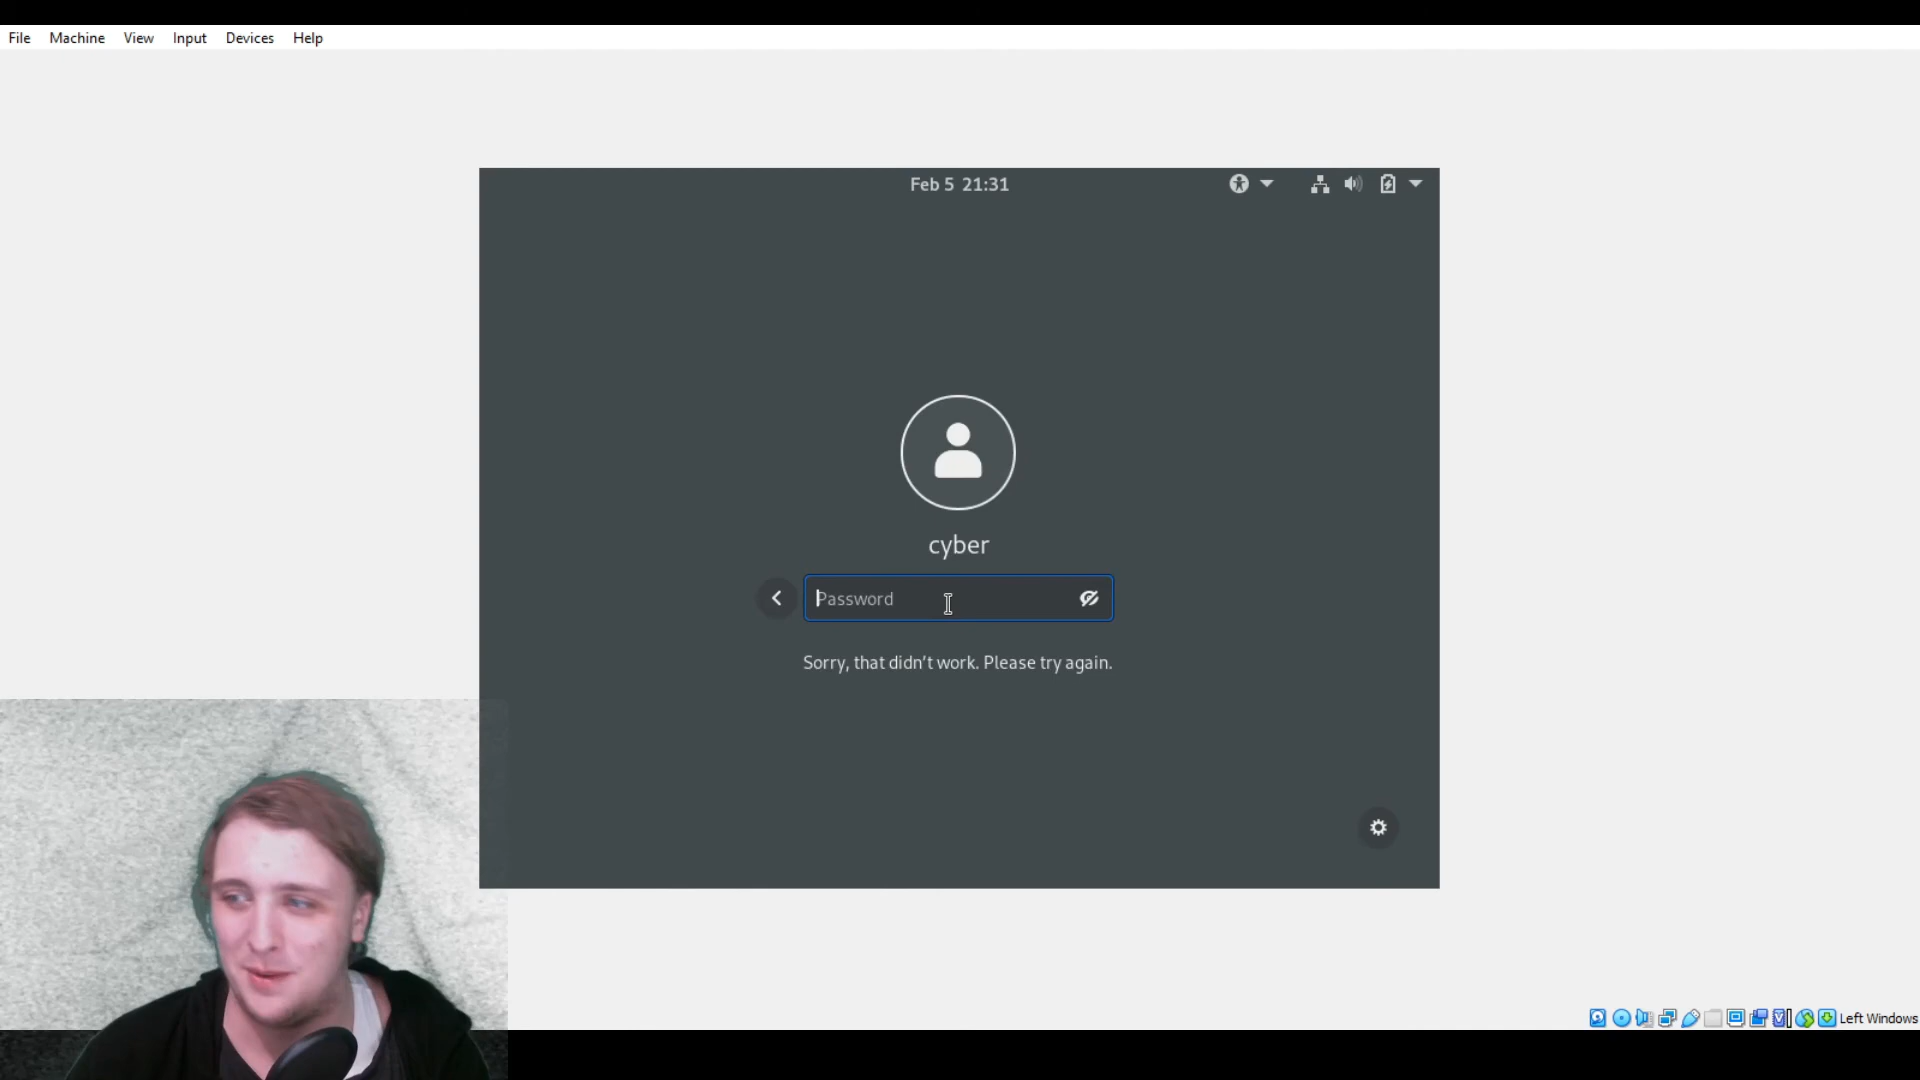 File Machine View Input Devices Help
Feb 5 21:31
cyber
Password
Sorry, that didn’t work. Please try again.
Left Windows